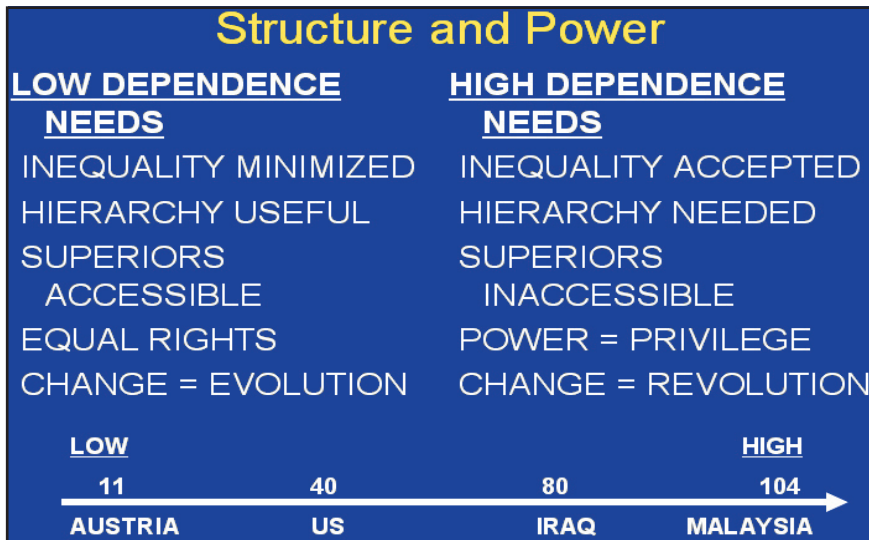 Structure and Power
LOW DEPENDENCE
NEEDS
INEQUALITY MINIMIZED
HIERARCHY USEFUL
SUPERIORS
ACCESSIBLE
EQUAL RIGHTS
CHANGE = EVOLUTION
HIGH DEPENDENCE
NEEDS
INEQUALITY ACCEPTED
HIERARCHY NEEDED
SUPERIORS
INACCESSIBLE
POWER = PRIVILEGE
CHANGE = REVOLUTION
LOW HIGH
11 40 80 104
AUSTRIA US IRAQ MALAYSIA